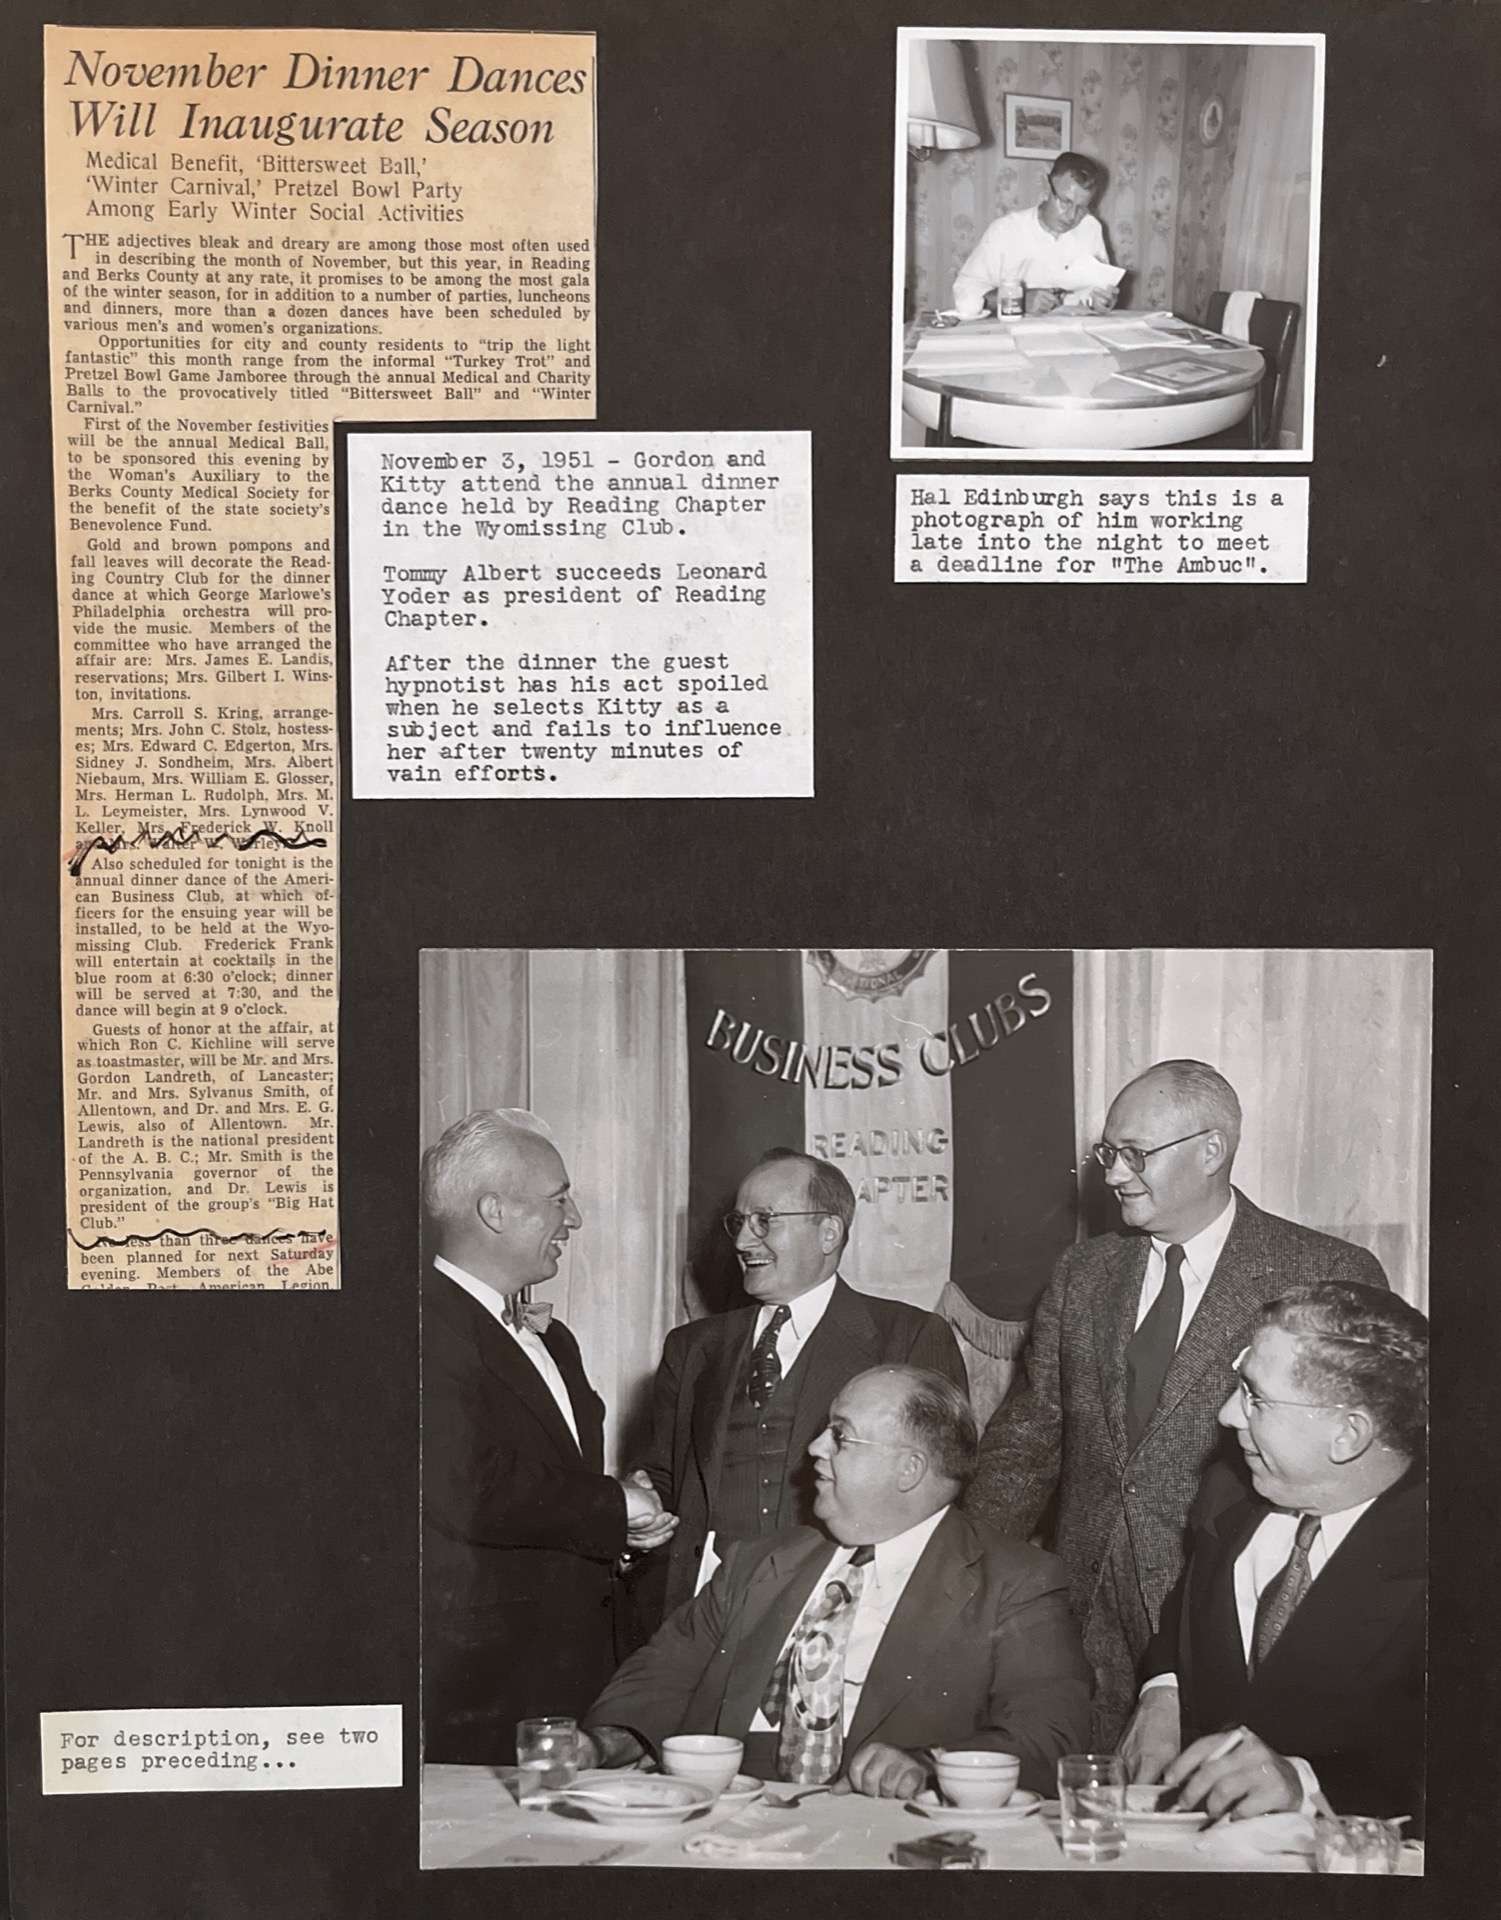 November Dinner Dances
Will Inaugurate Season
Medical Benefit, ‘Bittersweet Ball,’
‘Winter Carnival,’ Pretzel Bowl Party
Among Early Winter Social Activities
THE adjectives bleak and dreary are among those most often used
in describing the month of November, but this year, in Reading
and Berks County at any rate, it promises to be among the most gala
of the winter season, for in addition to a number of parties, luncheons
and dinners, more than a dozen dances have been scheduled by
various men's and women's organizations.
Opportunities for city and county residents to “trip the light
fantastic” this month range from the informal “Turkey Trot” and
Pretzel Bowl Game Jamboree through the annual Medical and Charity
Balls to the provocatively titled “Bittersweet Ball” and “Winter
Carnival.”
First of the November festivities
will be the annual Medical Ball,
to be sponsored this evening by
the Woman's Auxiliary to the
Berks County Medical Society for
the benefit of the state society's
Benevolence Fund.
Gold and brown pompons and
fall leaves will decorate the Read-
ing Country Club for the dinner
dance at which George Marlowe's
Philadelphia orchestra will pro-
vide the music. Members of the
committee who have arranged the
affair are: Mrs. James E. Landis,
reservations; Mrs. Gilbert I. Wins-
ton, invitations.
Mrs. Carroll S. Kring, arrange-
ments; Mrs. John C. Stolz, hostess-
es; Mrs. Edward C. Edgerton, Mrs.
Sidney J. Sondheim, Mrs. Albert
Niebaum, Mrs. William E. Glosser,
Mrs. Herman L. Rudolph, Mrs. M.
L. Leymeister, Mrs. Lynwood V.
Keller, Mrs. Frederick W. Knoll
Mrs. Walter W.
Also scheduled for tonight is the
annual dinner dance of the Ameri-
can Business Club, at which of-
ficers for the ensuing year will be
installed, to be held at the Wyo-
missing Club. Frederick Frank
will entertain at cocktails in the
blue room at 6:30 o'clock; dinner
will be served at 7:30, and the
dance will begin at 9 o'clock.
Guests of honor at the affair, at
which Ron C. Kichline will serve
as toastmaster, will be Mr. and Mrs.
Gordon Landreth, of Lancaster;
Mr. and Mrs. Sylvanus Smith, of
Allentown, and Dr. and Mrs. E. G.
Lewis, also of Allentown. Mr.
Landreth is the national president
of the A. B. C.; Mr. Smith is the
Pennsylvania governor of the
organization, and Dr. Lewis is
president of the group's “Big Hat
Club.”
less than three dances have
been planned for next Saturday
evening. Members of the Abe
Post, American Legion,
November 3, 1951 - Gordon and
Kitty attend the annual dinner
dance held by Reading Chapter
in the Wyomissing Club.
Tommy Albert succeeds Leonard
Yoder as president of Reading
Chapter.
After the dinner the guest
hypnotist has his act spoiled
when he selects Kitty as a
subject and fails to influence
her after twenty minutes of
vain efforts.
Hal Edinburgh says this is a
photograph of him working
late into the night to meet
a deadline for "The Ambuc".
BUSINESS CLUBS
READING
APTER
For description, see two
pages preceding...